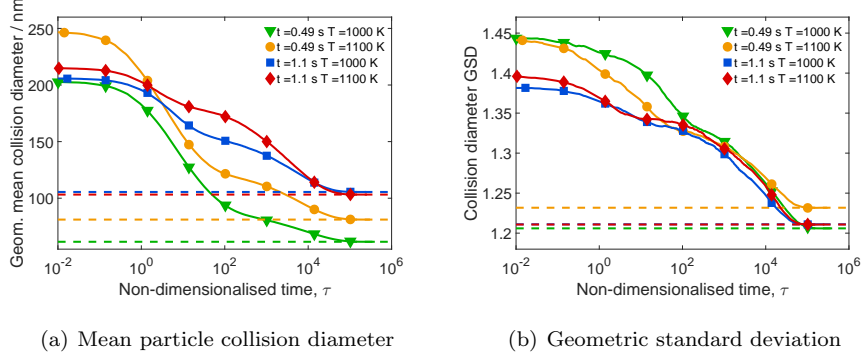 Geom. mean collision diameter / nm
250
200
150
100
t =0.49 s T =1000 K
t =0.49 s T =1100 K
t =1.1 s T =1000 K
t =1.1 s T =1100 K
10^-2 10^0 10^2 10^4 10^6
Non-dimensionalised time, τ
(a) Mean particle collision diameter
Collision diameter GSD
1.45
1.4
1.35
1.3
1.25
1.2
t =0.49 s T =1000 K
t =0.49 s T =1100 K
t =1.1 s T =1000 K
t =1.1 s T =1100 K
10^-2 10^0 10^2 10^4 10^6
Non-dimensionalised time, τ
(b) Geometric standard deviation